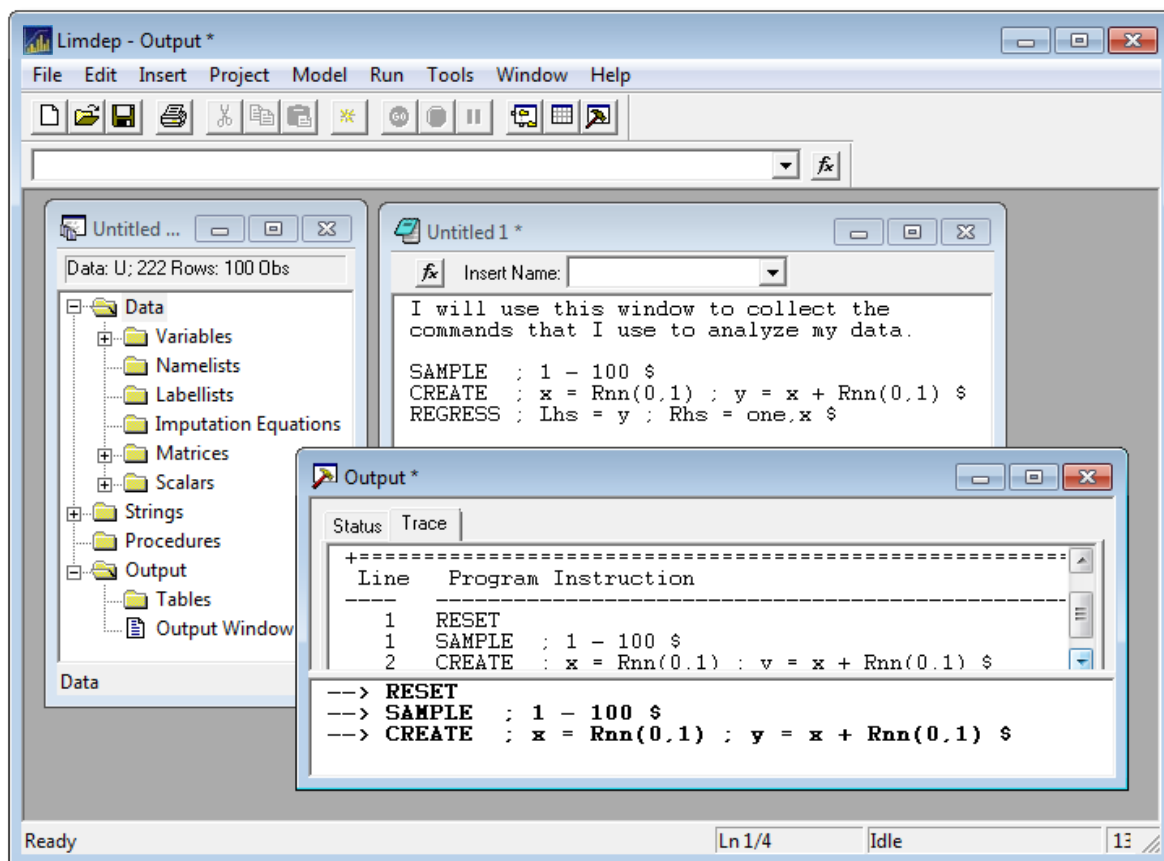 Limdep - Output *
File Edit Insert Project Model Run Tools Window Help
GO
fx
Untitled ...
Data: U; 222 Rows: 100 Obs
Data
Variables
Namelists
Labellists
Imputation Equations
Matrices
Scalars
Strings
Procedures
Output
Tables
Output Window
Data
Untitled 1 *
fx Insert Name:
I will use this window to collect the
commands that I use to analyze my data.
SAMPLE ; 1 - 100 $
CREATE ; x = Rnn(0,1) ; y = x + Rnn(0,1) $
REGRESS ; Lhs = y ; Rhs = one,x $
Output *
Status Trace
+=========================================================
Line Program Instruction
---- ---------------------------------------------------
1 RESET
1 SAMPLE ; 1 - 100 $
2 CREATE ; x = Rnn(0,1) ; y = x + Rnn(0,1) $
--> RESET
--> SAMPLE ; 1 - 100 $
--> CREATE ; x = Rnn(0,1) ; y = x + Rnn(0,1) $
Ready Ln 1/4 Idle 13